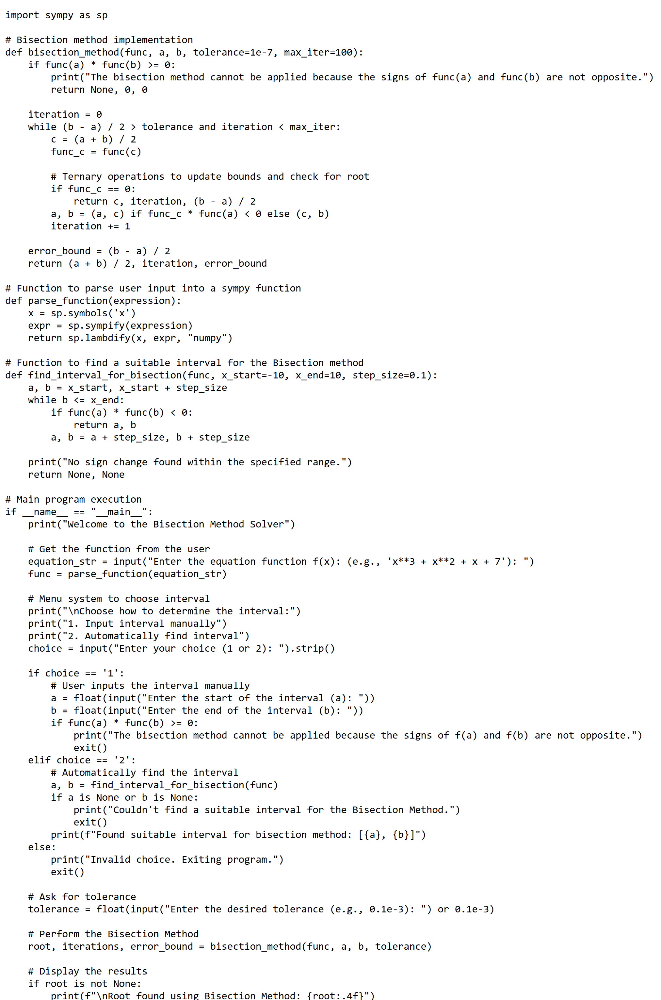 import sympy as sp

# Bisection method implementation
def bisection_method(func, a, b, tolerance=1e-7, max_iter=100):
    if func(a) * func(b) >= 0:
        print("The bisection method cannot be applied because the signs of func(a) and func(b) are not opposite.")
        return None, 0, 0

    iteration = 0
    while (b - a) / 2 > tolerance and iteration < max_iter:
        c = (a + b) / 2
        func_c = func(c)

        # Ternary operations to update bounds and check for root
        if func_c == 0:
            return c, iteration, (b - a) / 2
        a, b = (a, c) if func_c * func(a) < 0 else (c, b)
        iteration += 1

    error_bound = (b - a) / 2
    return (a + b) / 2, iteration, error_bound

# Function to parse user input into a sympy function
def parse_function(expression):
    x = sp.symbols('x')
    expr = sp.sympify(expression)
    return sp.lambdify(x, expr, "numpy")

# Function to find a suitable interval for the Bisection method
def find_interval_for_bisection(func, x_start=-10, x_end=10, step_size=0.1):
    a, b = x_start, x_start + step_size
    while b <= x_end:
        if func(a) * func(b) < 0:
            return a, b
        a, b = a + step_size, b + step_size

    print("No sign change found within the specified range.")
    return None, None

# Main program execution
if __name__ == "__main__":
    print("Welcome to the Bisection Method Solver")

    # Get the function from the user
    equation_str = input("Enter the equation function f(x): (e.g., 'x**3 + x**2 + x + 7'): ")
    func = parse_function(equation_str)

    # Menu system to choose interval
    print("\nChoose how to determine the interval:")
    print("1. Input interval manually")
    print("2. Automatically find interval")
    choice = input("Enter your choice (1 or 2): ").strip()

    if choice == '1':
        # User inputs the interval manually
        a = float(input("Enter the start of the interval (a): "))
        b = float(input("Enter the end of the interval (b): "))
        if func(a) * func(b) >= 0:
            print("The bisection method cannot be applied because the signs of f(a) and f(b) are not opposite.")
            exit()
    elif choice == '2':
        # Automatically find the interval
        a, b = find_interval_for_bisection(func)
        if a is None or b is None:
            print("Couldn't find a suitable interval for the Bisection Method.")
            exit()
        print(f"Found suitable interval for bisection method: [{a}, {b}]")
    else:
        print("Invalid choice. Exiting program.")
        exit()

    # Ask for tolerance
    tolerance = float(input("Enter the desired tolerance (e.g., 0.1e-3): ") or 0.1e-3)

    # Perform the Bisection Method
    root, iterations, error_bound = bisection_method(func, a, b, tolerance)

    # Display the results
    if root is not None:
        print(f"\nRoot found using Bisection Method: {root:.4f}")